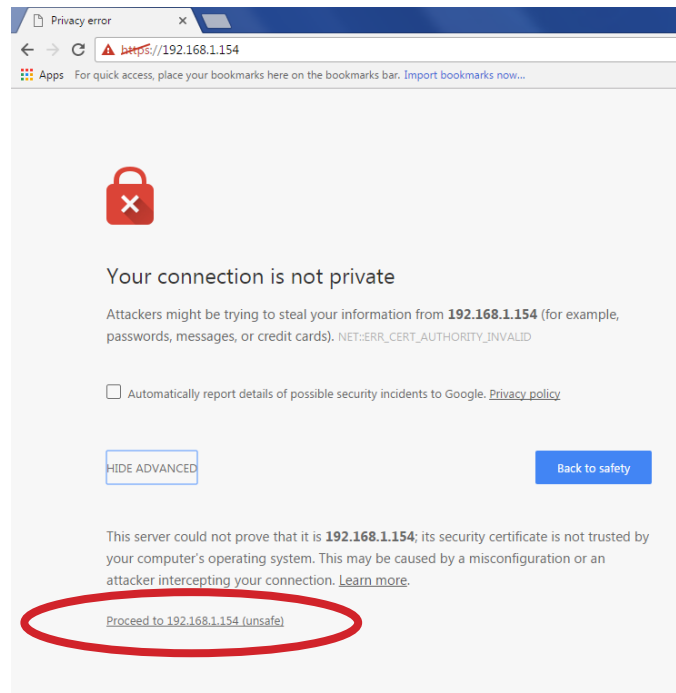 Privacy error
https://192.168.1.154
Apps For quick access, place your bookmarks here on the bookmarks bar. Import bookmarks now...
Your connection is not private
Attackers might be trying to steal your information from 192.168.1.154 (for example,
passwords, messages, or credit cards). NET::ERR_CERT_AUTHORITY_INVALID
Automatically report details of possible security incidents to Google. Privacy policy
HIDE ADVANCED
Back to safety
This server could not prove that it is 192.168.1.154; its security certificate is not trusted by
your computer's operating system. This may be caused by a misconfiguration or an
attacker intercepting your connection. Learn more.
Proceed to 192.168.1.154 (unsafe)